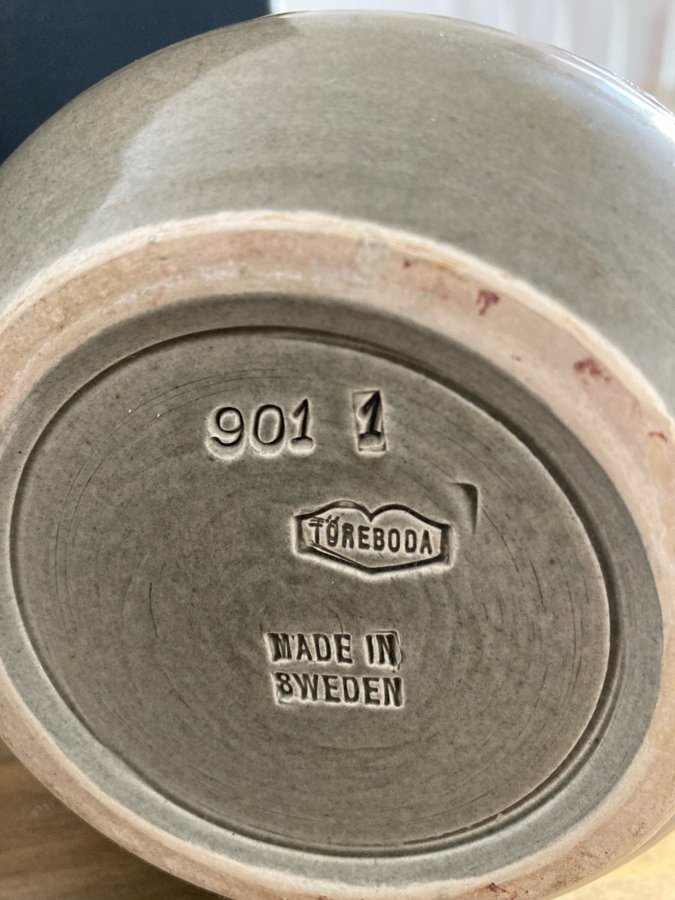 901 1
TÖREBODA
MADE IN
SWEDEN